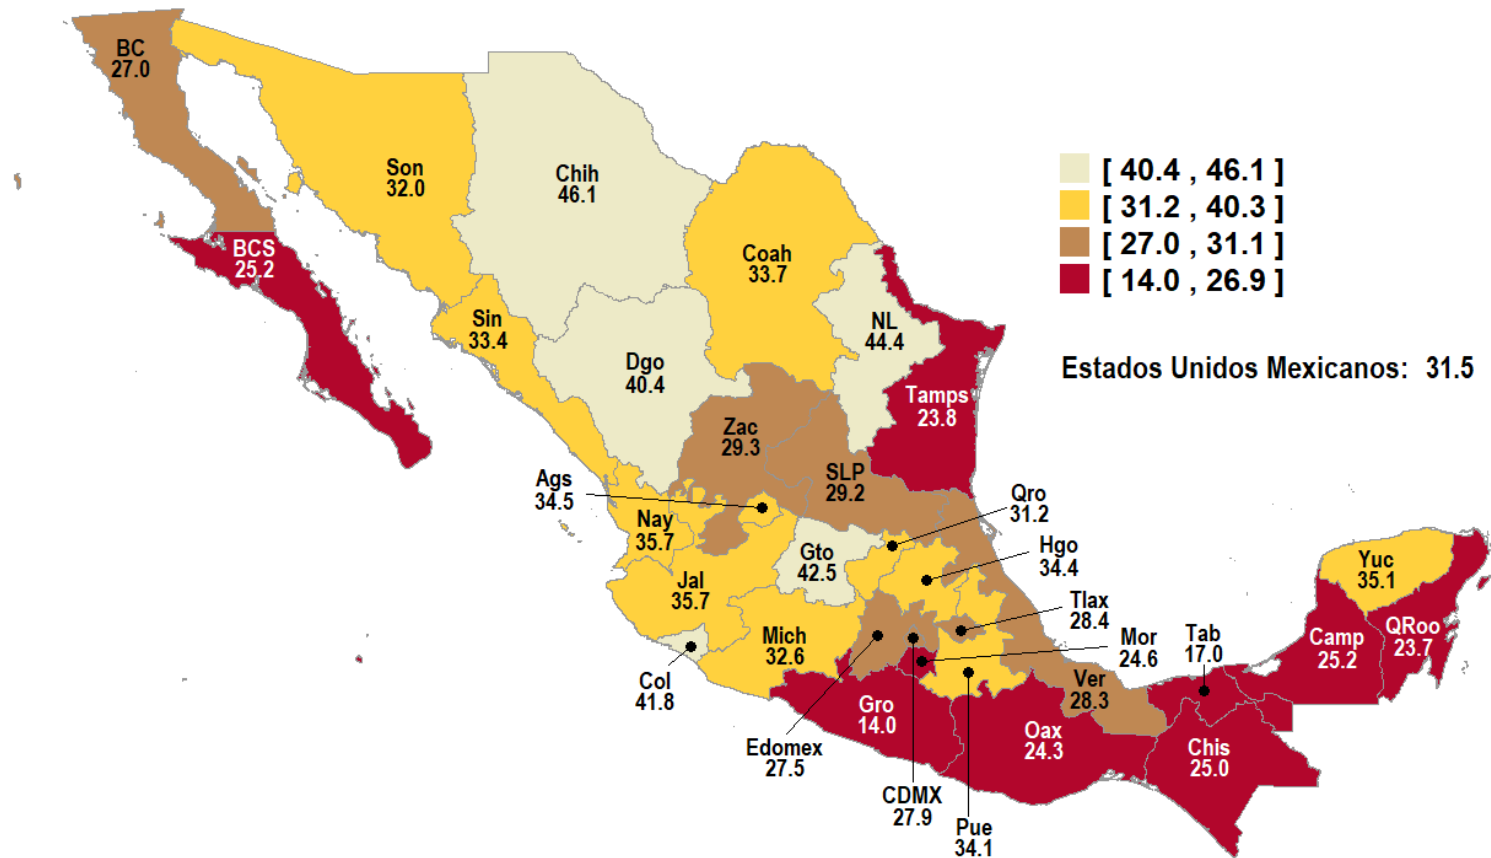 BC
27.0
Son
32.0
Chih
46.1
[ 40.4 , 46.1 ]
[ 31.2 , 40.3 ]
[ 27.0 , 31.1 ]
[ 14.0 , 26.9 ]
BCS
25.2
Coah
33.7
Sin
33.4
NL
44.4
Dgo
40.4
Estados Unidos Mexicanos: 31.5
Tamps
23.8
Zac
29.3
SLP
29.2
Ags
34.5
Qro
31.2
Nay
35.7
Gto
42.5
Hgo
34.4
Yuc
35.1
Jal
35.7
Tlax
28.4
Mich
32.6
Mor
24.6
Tab
17.0
Camp
25.2
QRoo
23.7
Col
41.8
Ver
28.3
Gro
14.0
Oax
24.3
Chis
25.0
Edomex
27.5
CDMX
27.9
Pue
34.1